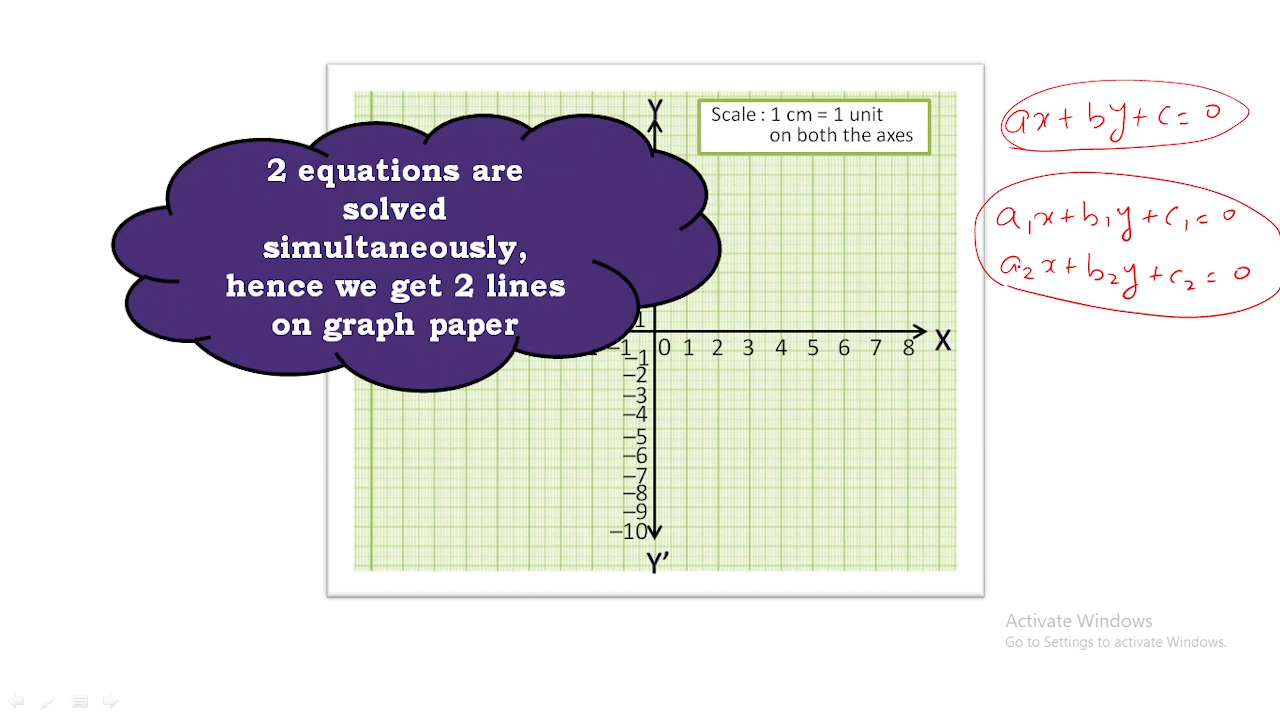 Y
Scale : 1 cm = 1 unit
on both the axes
ax + by + c = 0
2 equations are
solved
simultaneously,
hence we get 2 lines
on graph paper
a₁x + b₁y + c₁ = 0
a₂x + b₂y + c₂ = 0
1
X
–1 0 1 2 3 4 5 6 7 8
–1
–2
–3
–4
–5
–6
–7
–8
–9
–10
Y’
Activate Windows
Go to Settings to activate Windows.